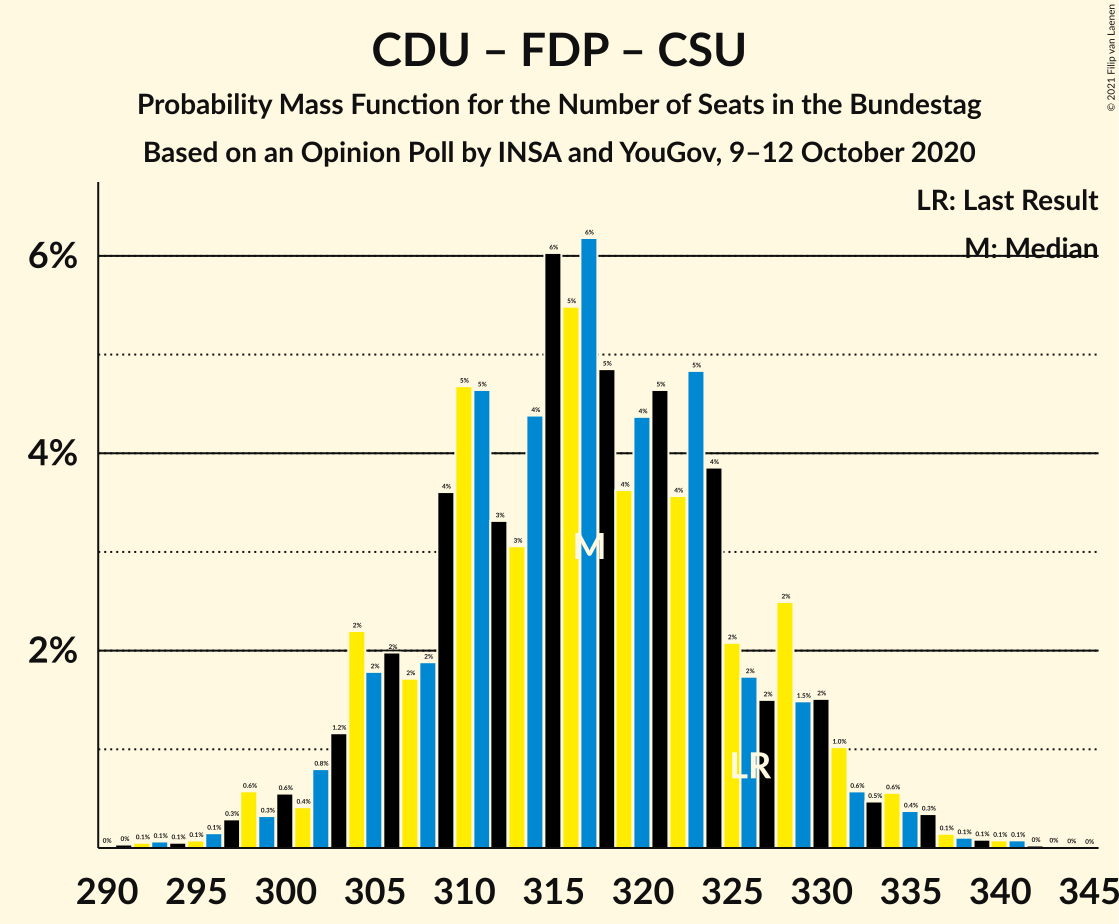 CDU – FDP – CSU
Probability Mass Function for the Number of Seats in the Bundestag
Based on an Opinion Poll by INSA and YouGov, 9–12 October 2020
© 2021 Filip van Laenen
LR: Last Result
M: Median
6%
4%
2%
0% 0% 0.1% 0.1% 0.1% 0.1% 0.1% 0.3% 0.6% 0.3% 0.6% 0.4% 0.8% 1.2% 2% 2% 2% 2% 2% 4% 5% 5% 3% 3% 4% 6% 5% 6% 5% 4% 4% 5% 4% 5% 4% 2% 2% 2% 2% 1.5% 2% 1.0% 0.6% 0.5% 0.6% 0.4% 0.3% 0.1% 0.1% 0.1% 0.1% 0.1% 0% 0% 0% 0%
M
LR
290 295 300 305 310 315 320 325 330 335 340 345